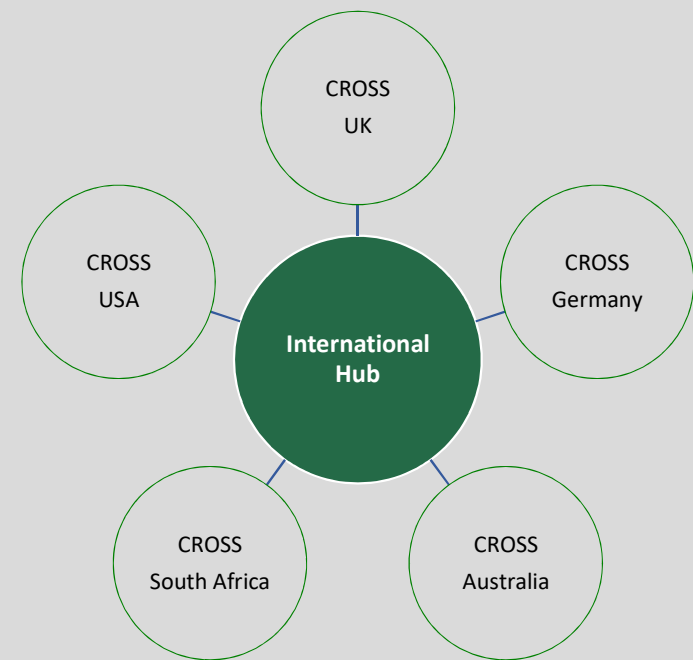 CROSS
UK
CROSS
USA
CROSS
Germany
International
Hub
CROSS
South Africa
CROSS
Australia